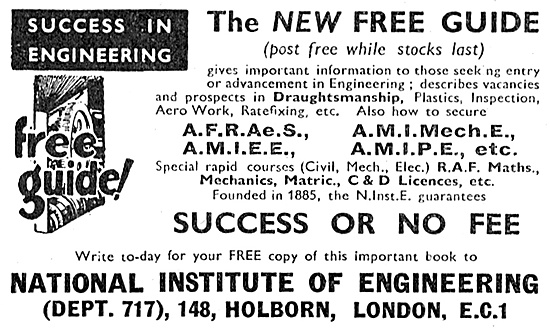 SUCCESS IN
ENGINEERING
free
guide!
The NEW FREE GUIDE
(post free while stocks last)
gives important information to those seek ng entry
or advancement in Engineering ; describes vacancies
and prospects in Draughtsmanship, Plastics, Inspection,
Aero Work, Ratefixing, etc. Also how to secure
A.F.R.Ae.S., A.M.I.Mech.E.,
A.M.I.E.E., A.M.I.P.E., etc.
Special rapid courses (Civil, Mech., Elec.) R.A.F. Maths.,
Mechanics, Matric., C & D Licences, etc.
Founded in 1885, the N.Inst.E. guarantees
SUCCESS OR NO FEE
Write to-day for your FREE copy of this important book to
NATIONAL INSTITUTE OF ENGINEERING
(DEPT. 717), 148, HOLBORN, LONDON, E.C.1